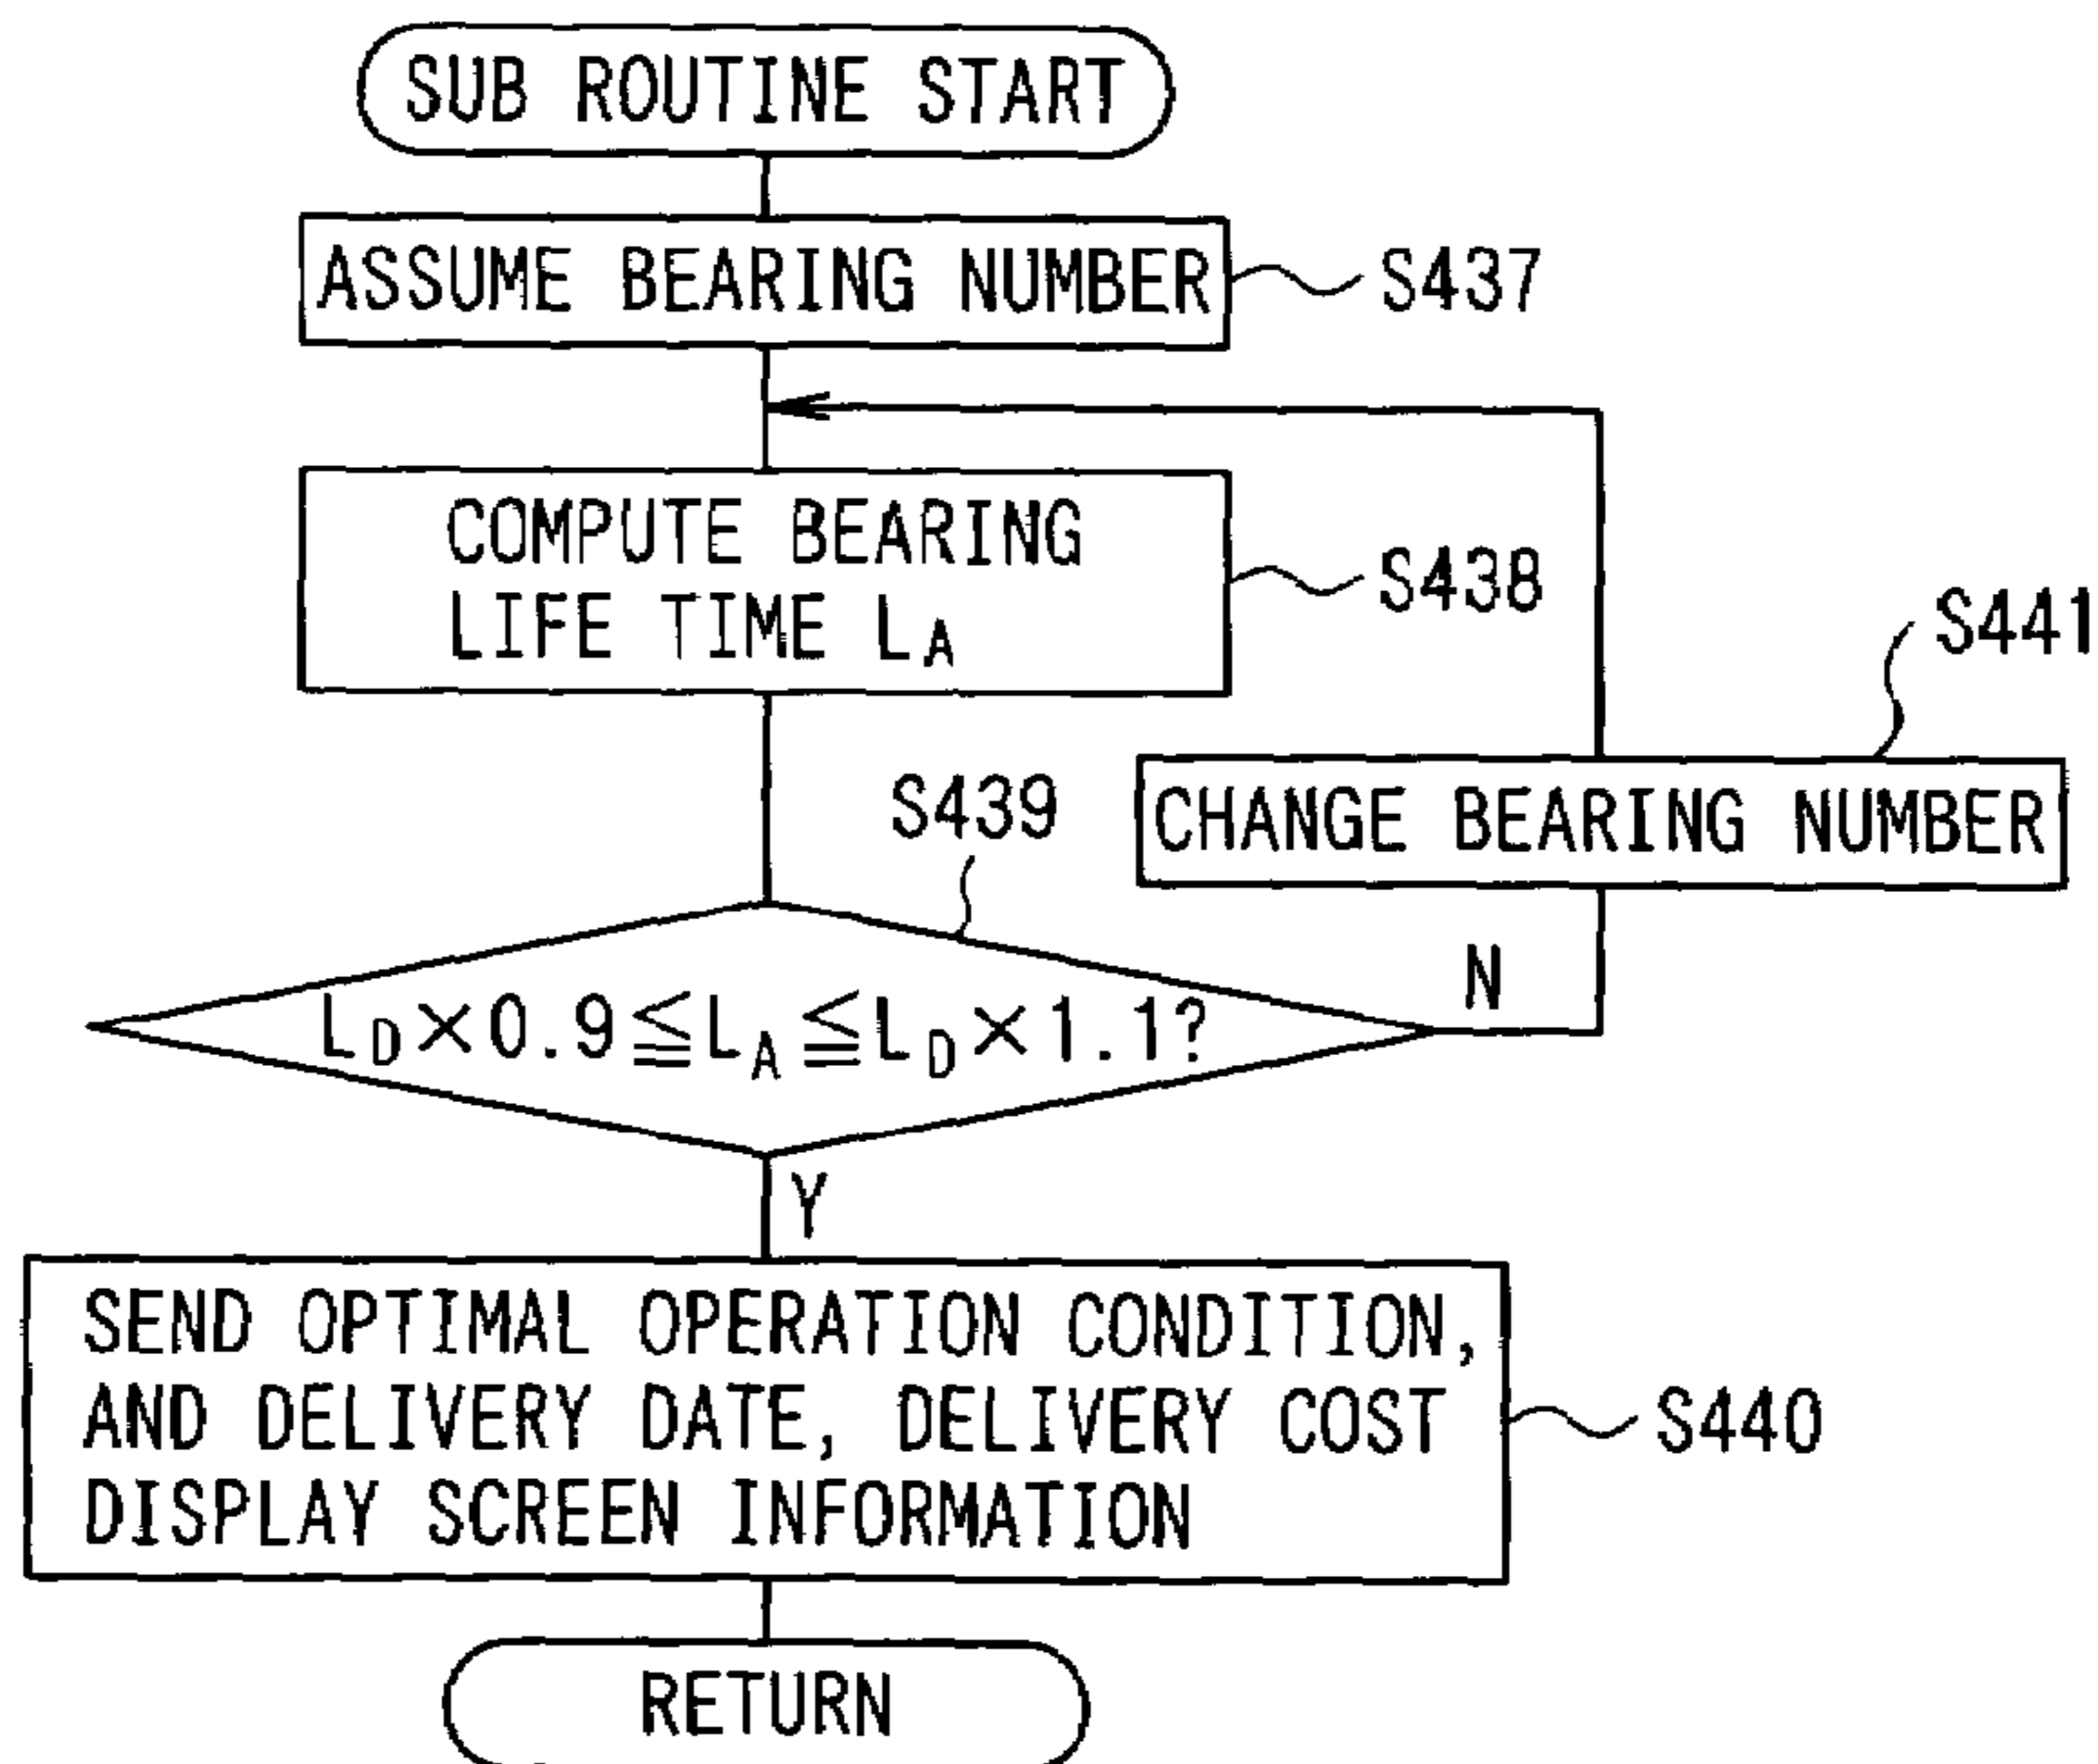 SUB ROUTINE START
ASSUME BEARING NUMBER
S437
COMPUTE BEARING
LIFE TIME LA
S438
S441
CHANGE BEARING NUMBER
S439
LD×0.9≦LA≦LD×1.1?
N
Y
SEND OPTIMAL OPERATION CONDITION,
AND DELIVERY DATE, DELIVERY COST
DISPLAY SCREEN INFORMATION
S440
RETURN